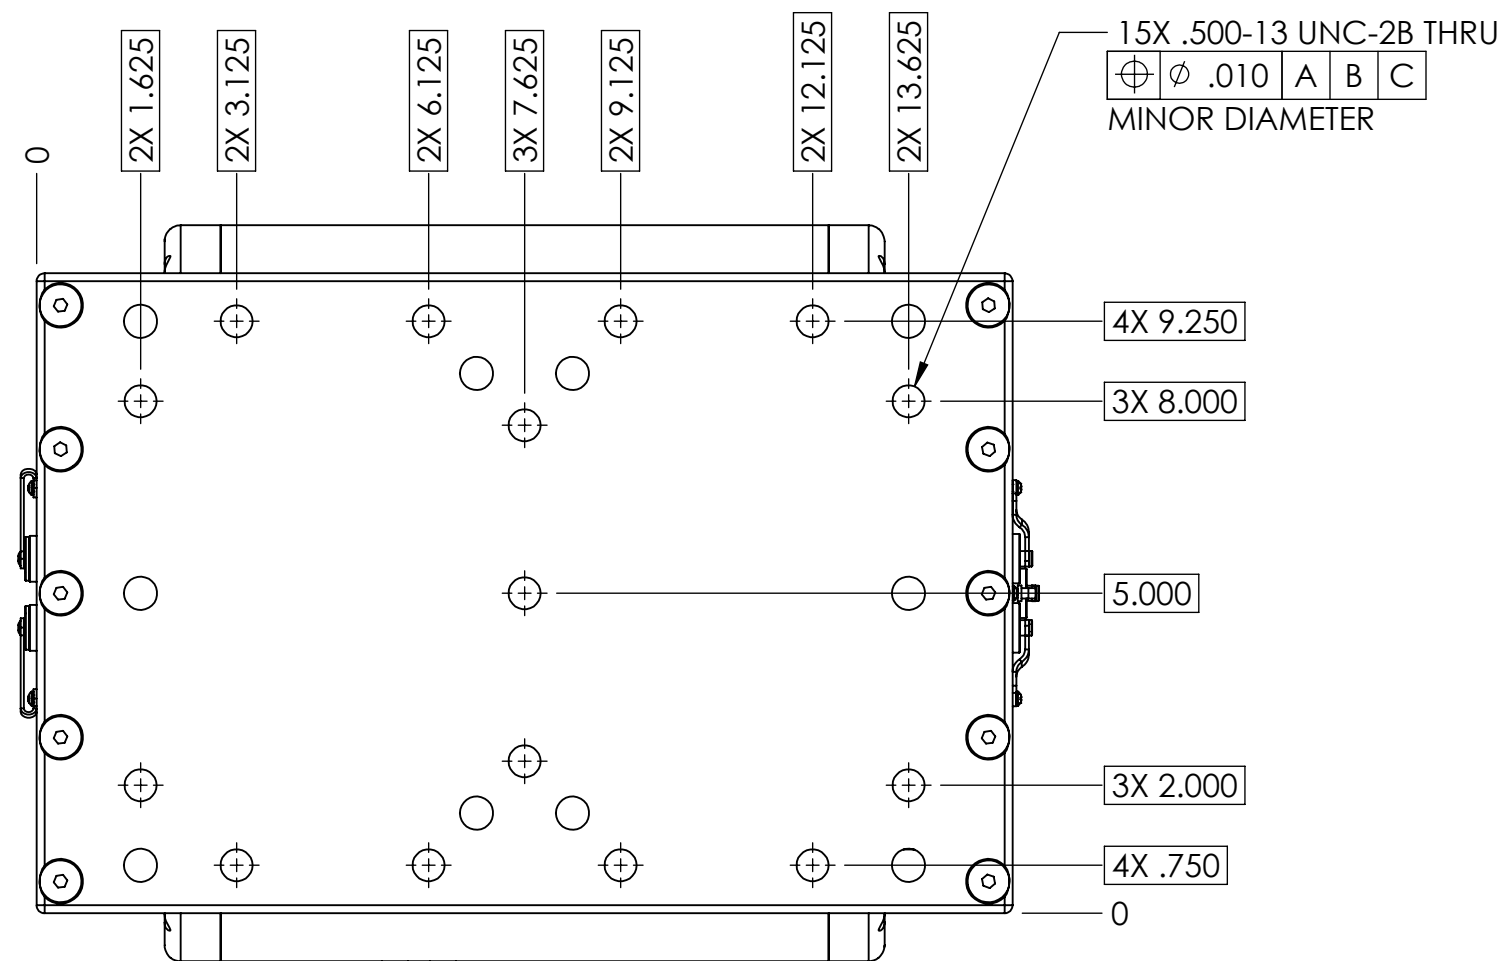 15X .500-13 UNC-2B THRU
⌖ ⌀ .010 A B C
MINOR DIAMETER
0
2X 1.625
2X 3.125
2X 6.125
3X 7.625
2X 9.125
2X 12.125
2X 13.625
4X 9.250
3X 8.000
5.000
3X 2.000
4X .750
0